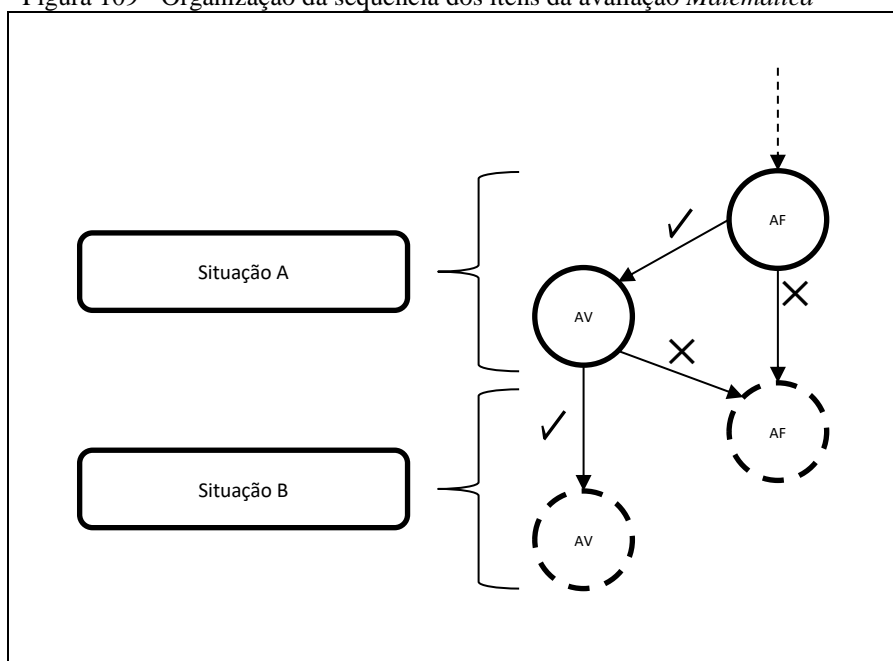 Figura 109 - Organização da sequência dos itens da avaliação Matemática
AF
Situação A
AV
AF
Situação B
AV